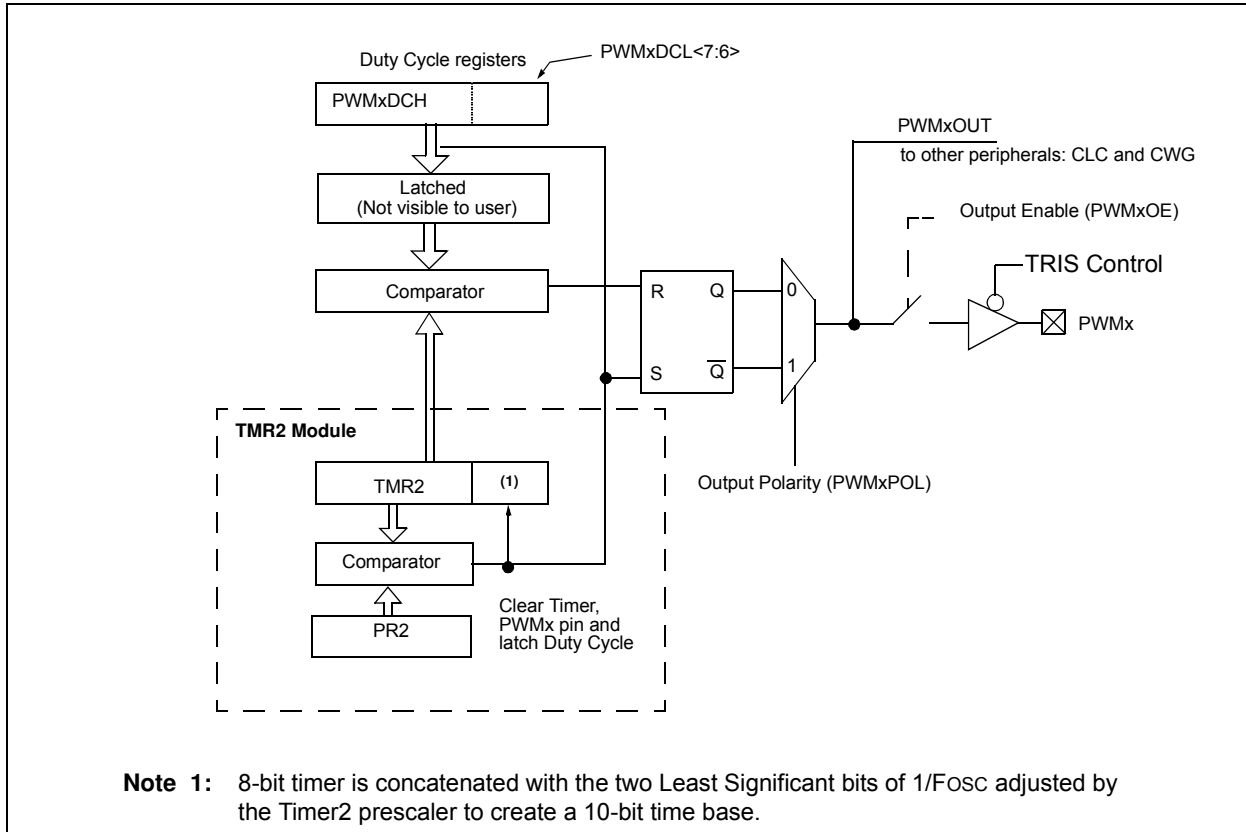 Duty Cycle registers
PWMxDCL<7:6>
PWMxDCH
Latched
(Not visible to user)
Comparator
R
Q
S
Q̅
0
1
PWMxOUT
to other peripherals: CLC and CWG
Output Enable (PWMxOE)
TRIS Control
PWMx
Output Polarity (PWMxPOL)
TMR2 Module
TMR2
(1)
Comparator
PR2
Clear Timer,
PWMx pin and
latch Duty Cycle
Note 1: 8-bit timer is concatenated with the two Least Significant bits of 1/FOSC adjusted by
the Timer2 prescaler to create a 10-bit time base.